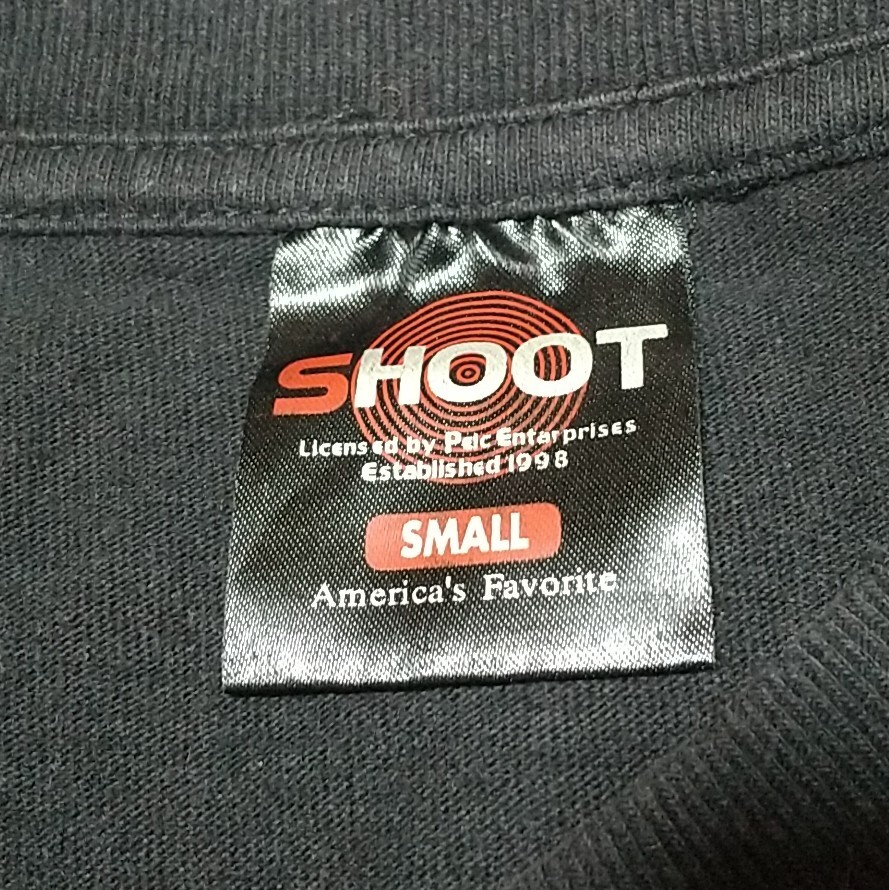 SHOOT
Licensed by Pelc Enterprises
Established 1998
SMALL
America's Favorite